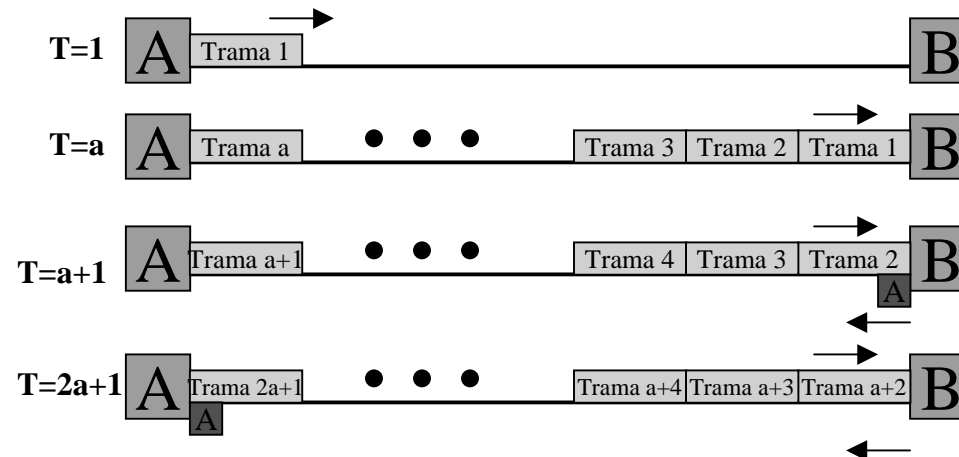 T=1 A Trama 1 B
T=a A Trama a Trama 3 Trama 2 Trama 1 B
T=a+1 A Trama a+1 Trama 4 Trama 3 Trama 2 B
A
T=2a+1 A Trama 2a+1 Trama a+4 Trama a+3 Trama a+2 B
A